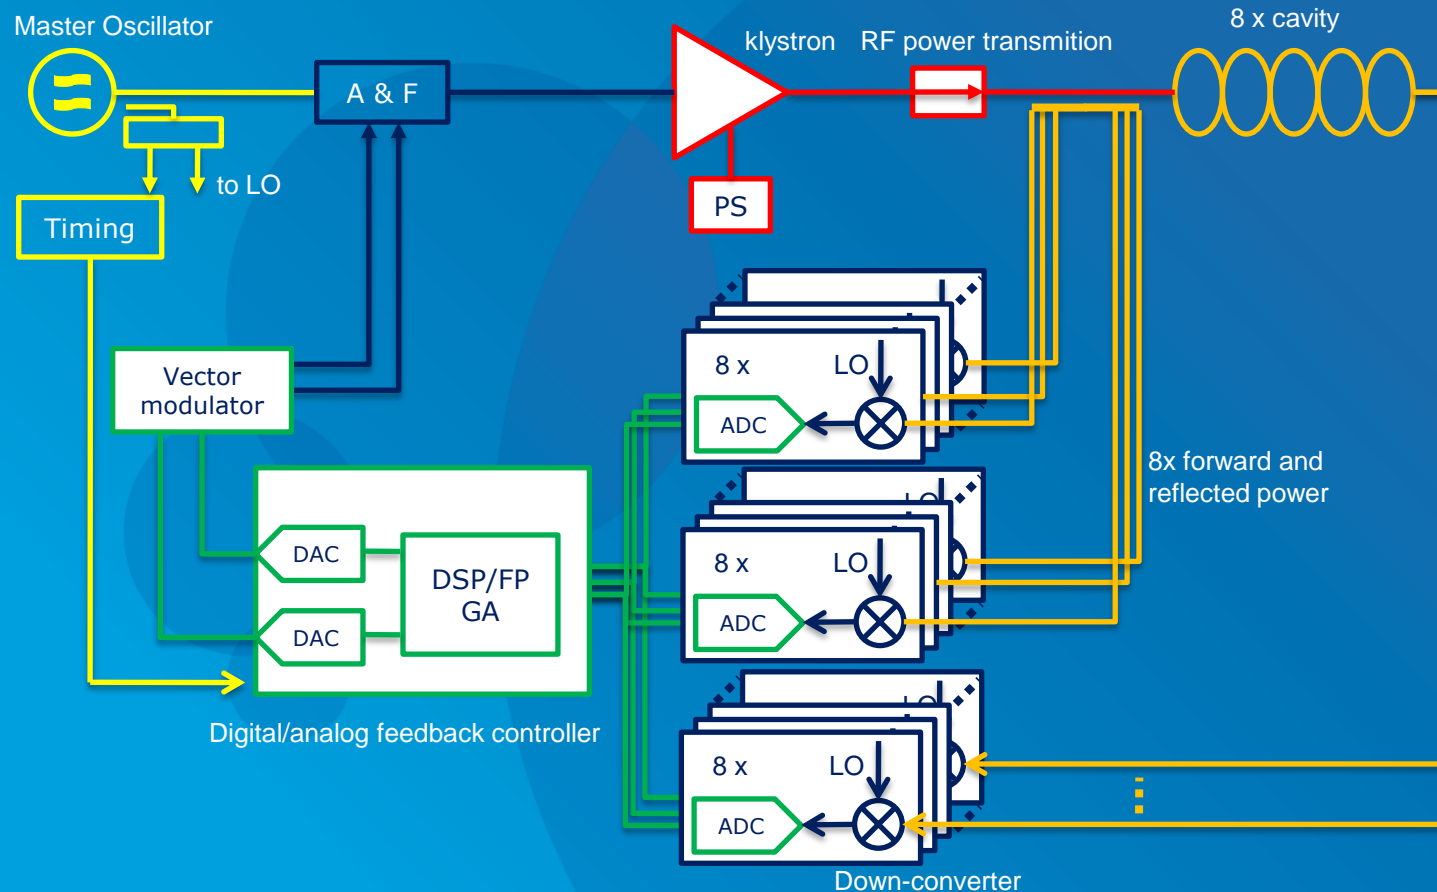 Master Oscillator
A & F
klystron
RF power transmition
8 x cavity
to LO
Timing
PS
Vector
modulator
8 x
LO
ADC
8x forward and
reflected power
LO
8 x
LO
ADC
DAC
DSP/FP
GA
DAC
Digital/analog feedback controller
LO
8 x
LO
ADC
Down-converter